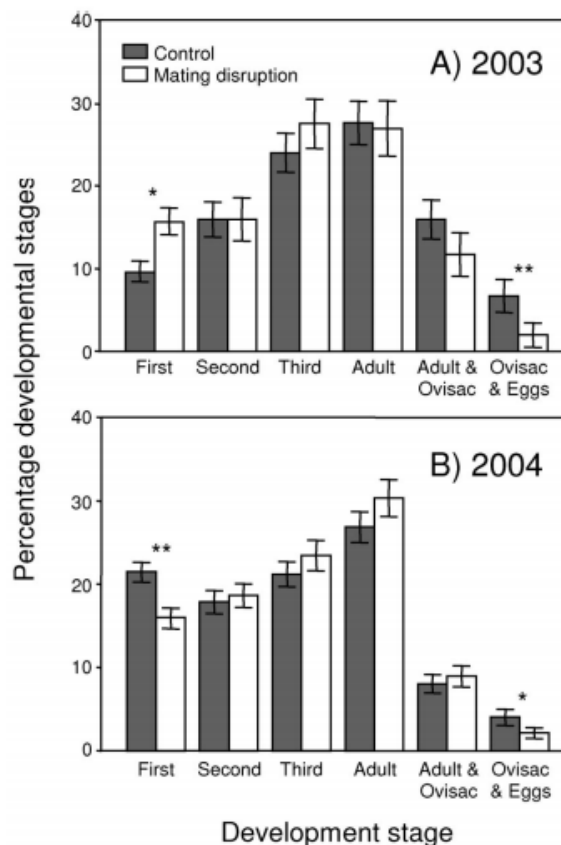 Percentage developmental stages
40
30
20
10
0
Control
Mating disruption
A) 2003
*
**
First
Second
Third
Adult
Adult &
Ovisac
Ovisac
& Eggs
40
30
20
10
0
B) 2004
**
*
First
Second
Third
Adult
Adult &
Ovisac
Ovisac
& Eggs
Development stage